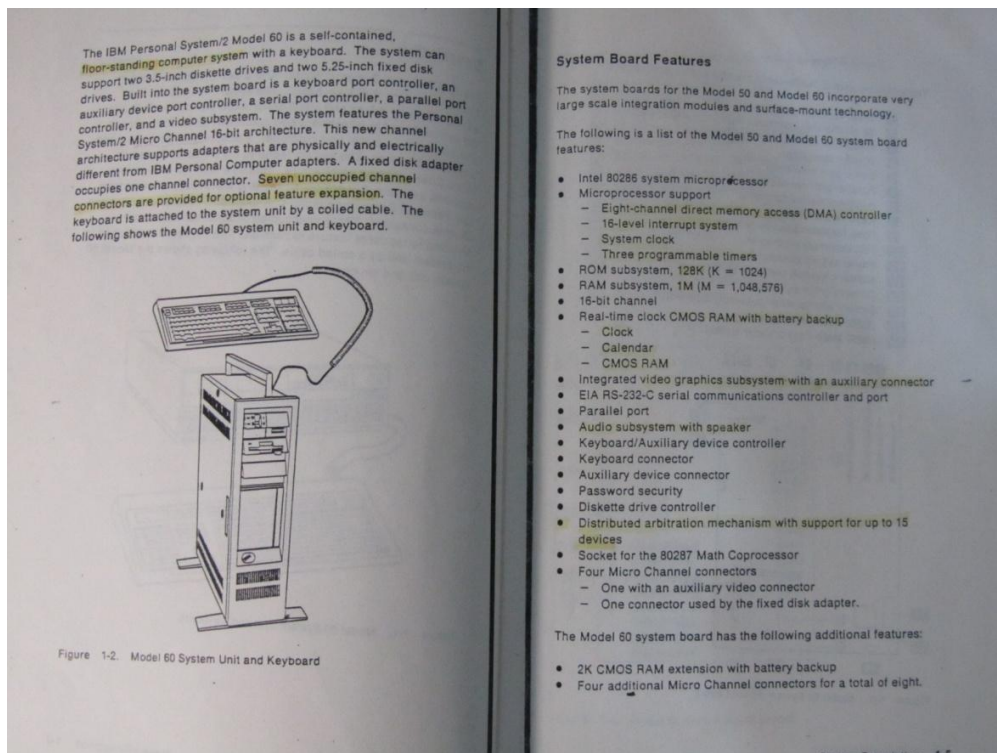 The IBM Personal System/2 Model 60 is a self-contained,
floor-standing computer system with a keyboard. The system can
support two 3.5-inch diskette drives and two 5.25-inch fixed disk
drives. Built into the system board is a keyboard port controller, an
auxiliary device port controller, a serial port controller, a parallel port
controller, and a video subsystem. The system features the Personal
System/2 Micro Channel 16-bit architecture. This new channel
architecture supports adapters that are physically and electrically
different from IBM Personal Computer adapters. A fixed disk adapter
occupies one channel connector. Seven unoccupied channel
connectors are provided for optional feature expansion. The
keyboard is attached to the system unit by a coiled cable. The
following shows the Model 60 system unit and keyboard.
Figure 1-2. Model 60 System Unit and Keyboard
System Board Features
The system boards for the Model 50 and Model 60 incorporate very
large scale integration modules and surface-mount technology.
The following is a list of the Model 50 and Model 60 system board
features:
• Intel 80286 system microprocessor
• Microprocessor support
– Eight-channel direct memory access (DMA) controller
– 16-level interrupt system
– System clock
– Three programmable timers
• ROM subsystem, 128K (K = 1024)
• RAM subsystem, 1M (M = 1,048,576)
• 16-bit channel
• Real-time clock CMOS RAM with battery backup
– Clock
– Calendar
– CMOS RAM
• Integrated video graphics subsystem with an auxiliary connector
• EIA RS-232-C serial communications controller and port
• Parallel port
• Audio subsystem with speaker
• Keyboard/Auxiliary device controller
• Keyboard connector
• Auxiliary device connector
• Password security
• Diskette drive controller
• Distributed arbitration mechanism with support for up to 15
devices
• Socket for the 80287 Math Coprocessor
• Four Micro Channel connectors
– One with an auxiliary video connector
– One connector used by the fixed disk adapter.
The Model 60 system board has the following additional features:
• 2K CMOS RAM extension with battery backup
• Four additional Micro Channel connectors for a total of eight.